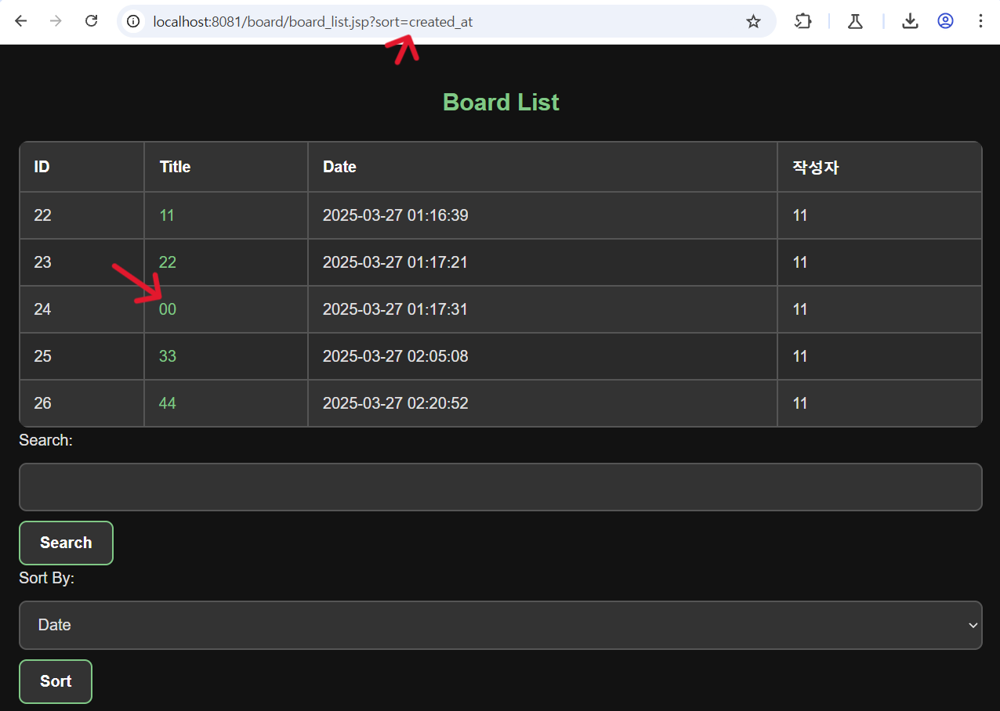 localhost:8081/board/board_list.jsp?sort=created_at
Board List
ID Title Date 작성자
22 11 2025-03-27 01:16:39 11
23 22 2025-03-27 01:17:21 11
24 00 2025-03-27 01:17:31 11
25 33 2025-03-27 02:05:08 11
26 44 2025-03-27 02:20:52 11
Search:
Search
Sort By:
Date
Sort